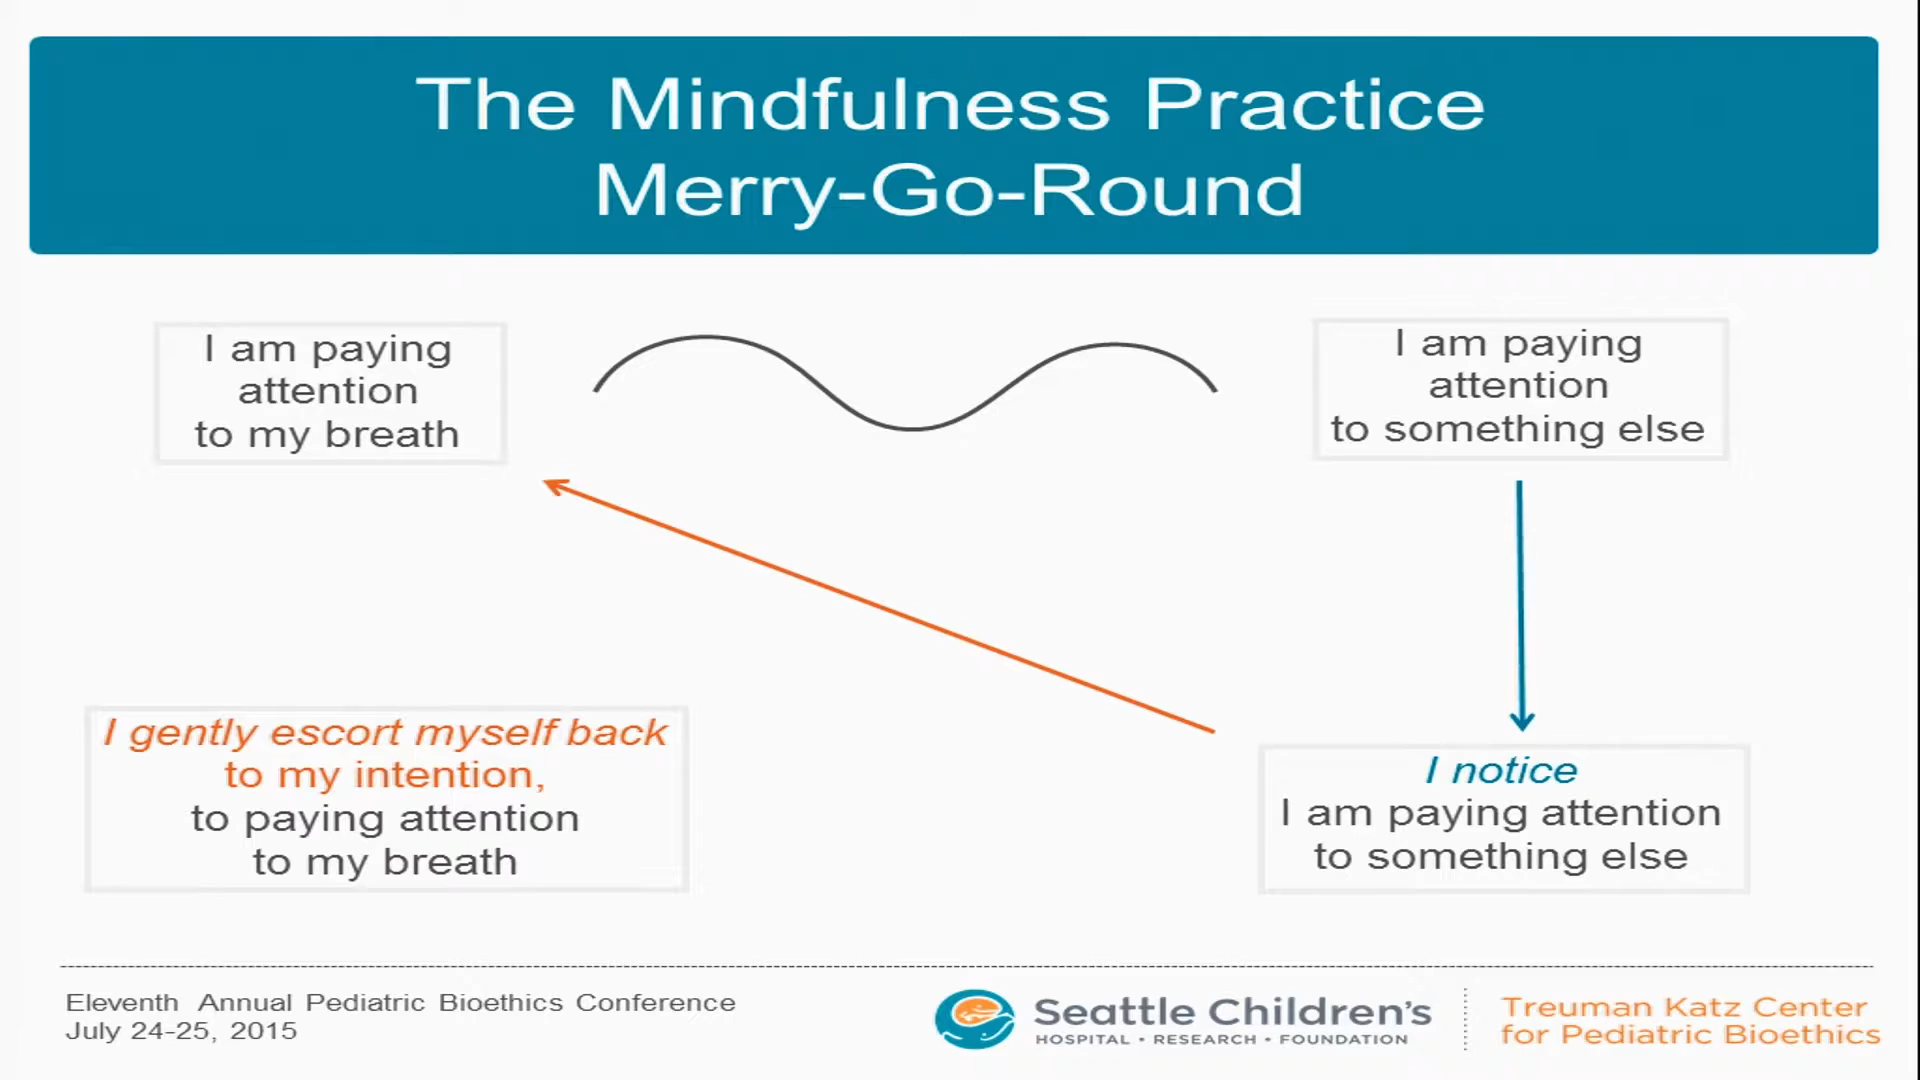 The Mindfulness Practice
Merry-Go-Round
I am paying
attention
to my breath
I am paying
attention
to something else
I gently escort myself back
to my intention,
to paying attention
to my breath
I notice
I am paying attention
to something else
Eleventh Annual Pediatric Bioethics Conference
July 24-25, 2015
Seattle Children's
HOSPITAL • RESEARCH • FOUNDATION
Treuman Katz Center
for Pediatric Bioethics